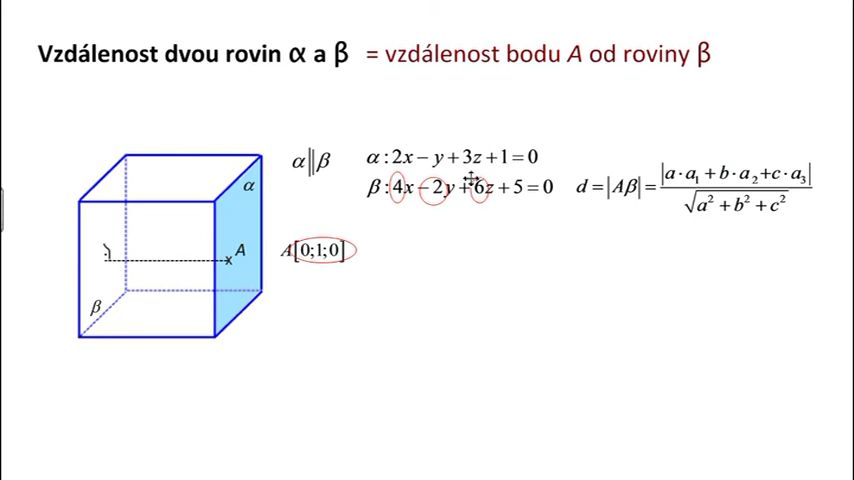 Vzdálenost dvou rovin α a β = vzdálenost bodu A od roviny β
α||β
α : 2x − y + 3z + 1 = 0
β : 4x − 2y + 6z + 5 = 0
d = |Aβ| = |a·a₁ + b·a₂+c·a₃| / √a² + b² + c²
α
A
A[0;1;0]
β